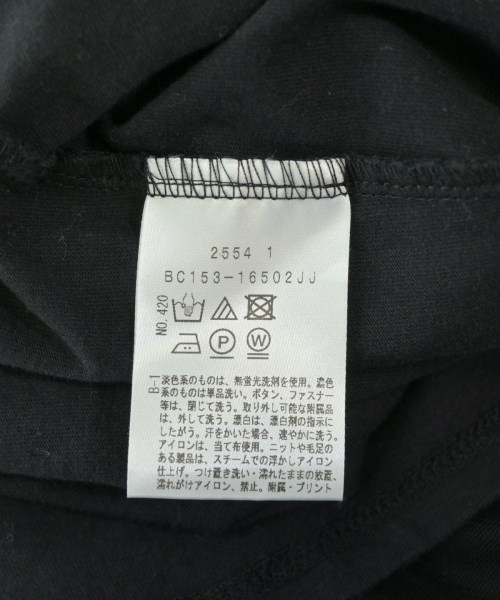 2554 1
BC153-16502JJ
NO.420
P W
B-1
淡色系のものは、無蛍光洗剤を使用。濃色
系のものは単品洗い。ボタン、ファスナー
等は、閉じて洗う。取り外し可能な附属品
は、外して洗う。漂白は、漂白剤の指示に
したがう。汗をかいた場合、速やかに洗う。
アイロンは、当て布使用。ニットや毛足の
ある製品は、スチームでの浮かしアイロン
仕上げ。つけ置き洗い・濡れたままの放置、
濡れがけアイロン、禁止。附属・プリント